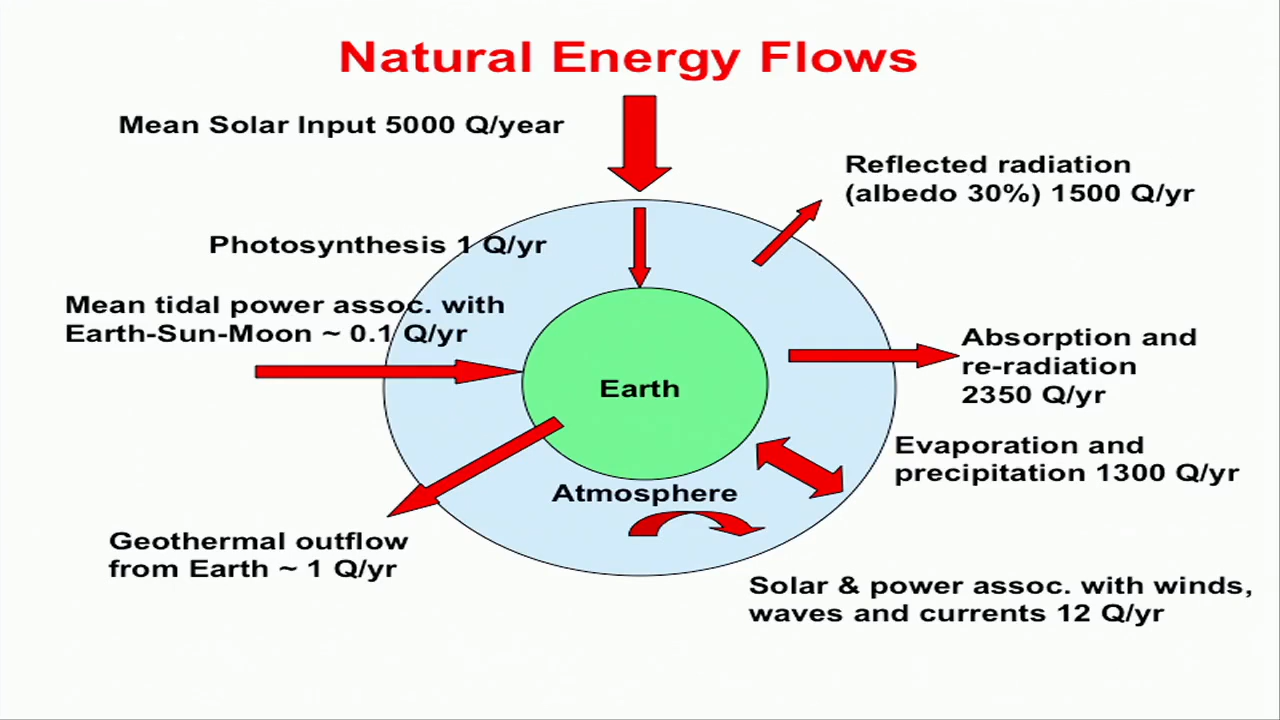 Natural Energy Flows
Mean Solar Input 5000 Q/year
Reflected radiation
(albedo 30%) 1500 Q/yr
Photosynthesis 1 Q/yr
Mean tidal power assoc. with
Earth-Sun-Moon ~ 0.1 Q/yr
Absorption and
re-radiation
2350 Q/yr
Earth
Evaporation and
precipitation 1300 Q/yr
Atmosphere
Geothermal outflow
from Earth ~ 1 Q/yr
Solar & power assoc. with winds,
waves and currents 12 Q/yr